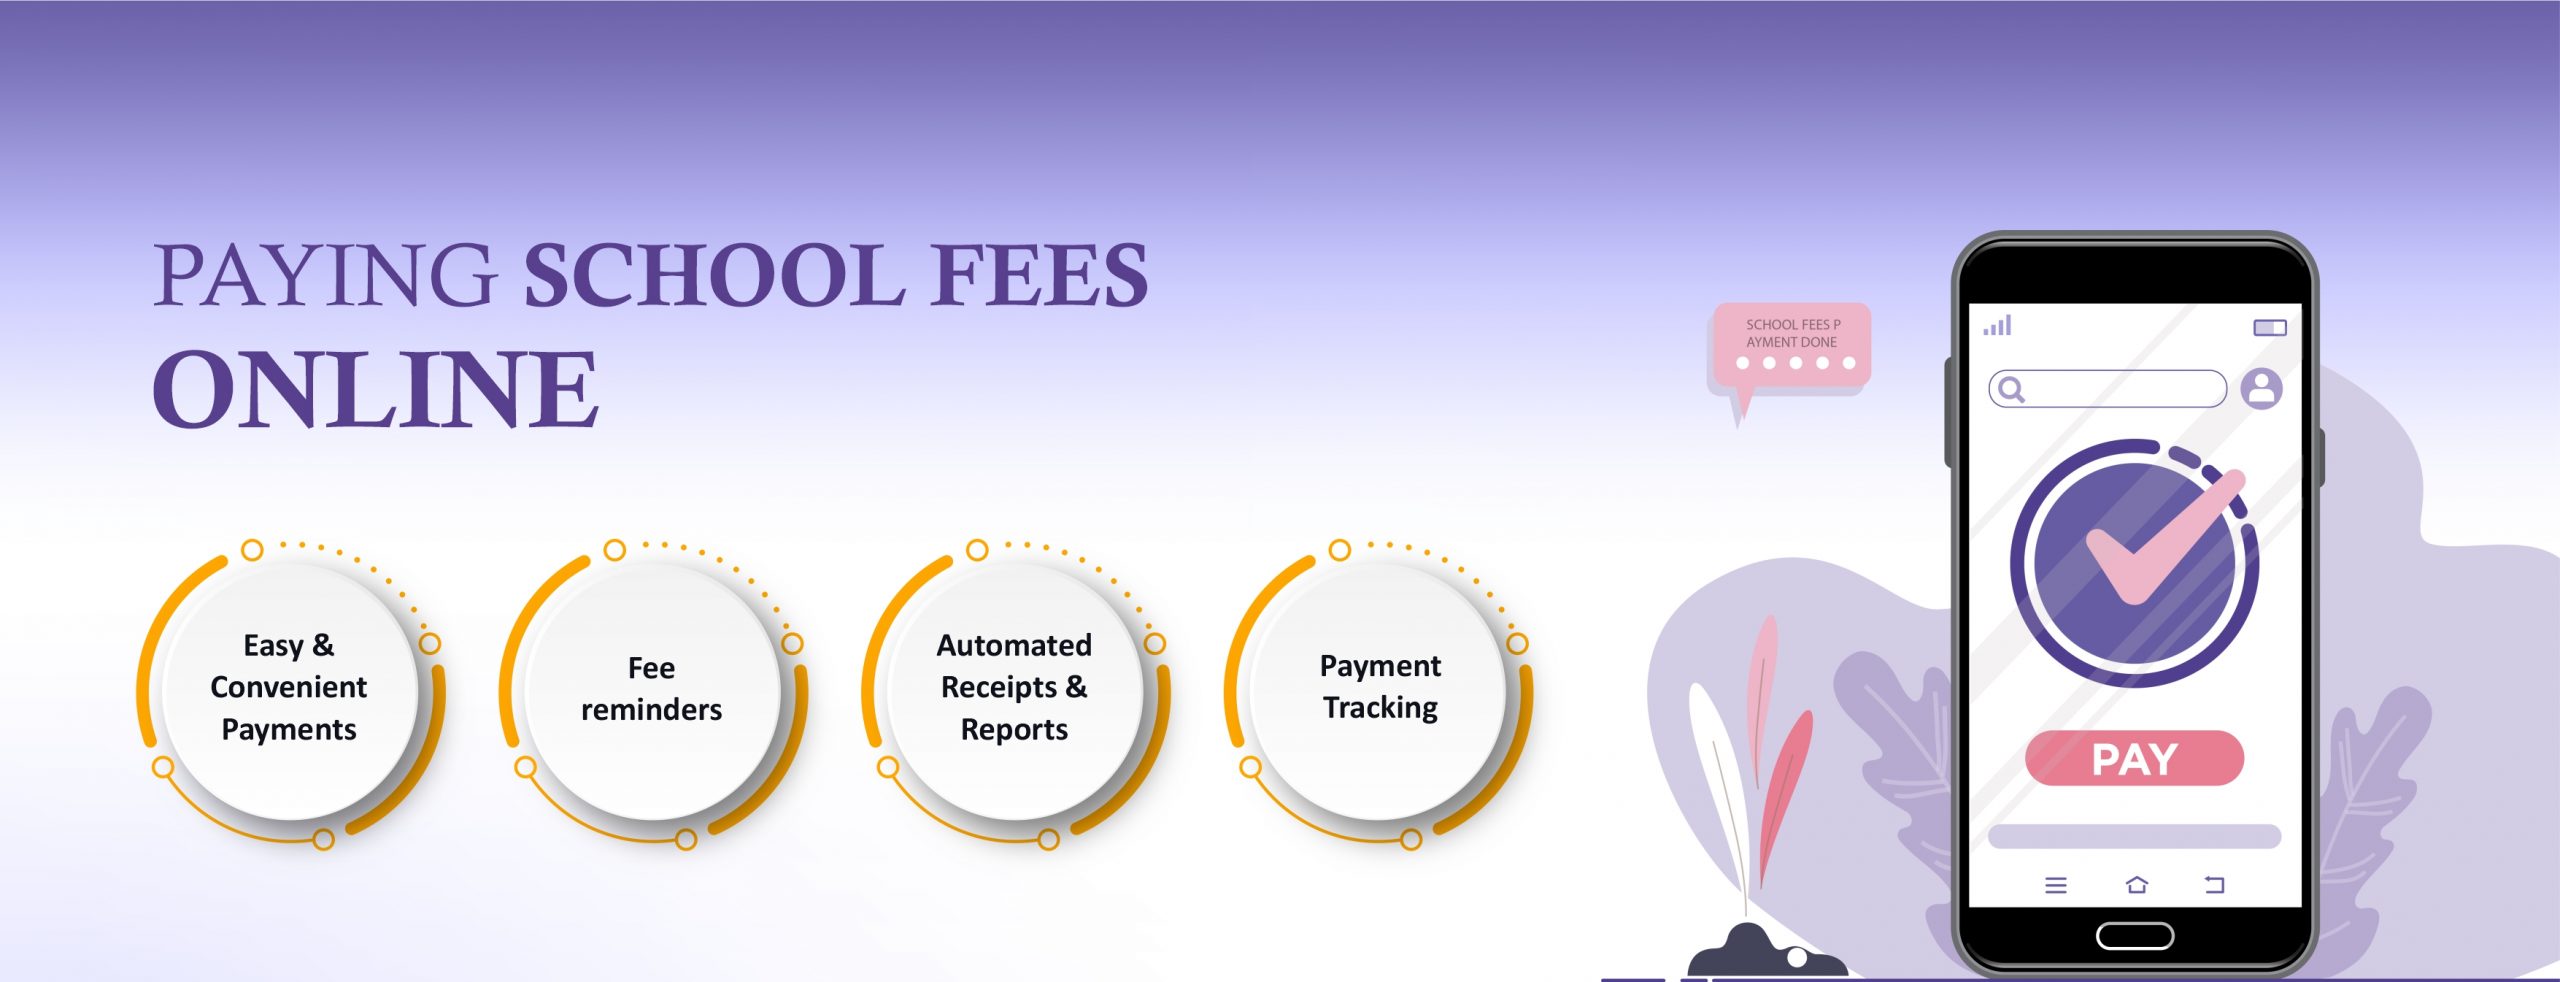 PAYING SCHOOL FEES
ONLINE
Easy &
Convenient
Payments
Fee
reminders
Automated
Receipts &
Reports
Payment
Tracking
SCHOOL FEES P
AYMENT DONE
PAY